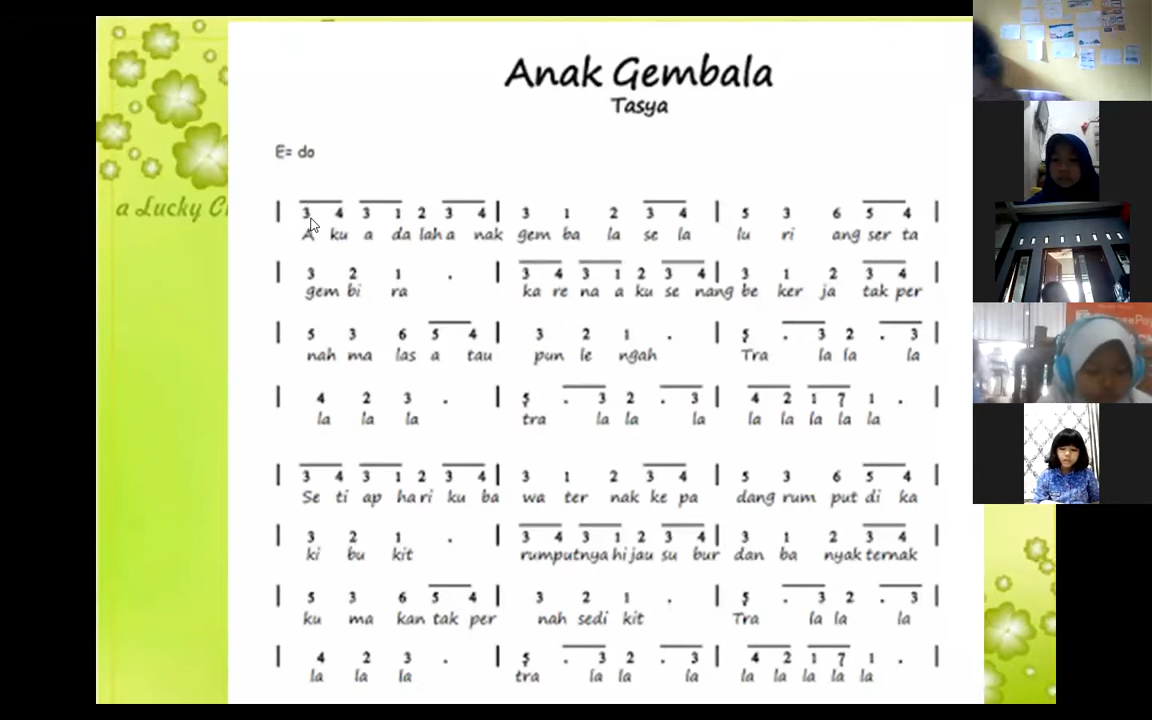 Anak Gembala
Tasya
E= do
a Lucky
| 3 4 3 1 2 3 4 | 3 1 2 3 4 | 5 3 6 5 4 |
A ku a da lah a nak gem ba la se la lu ri ang ser ta
| 3 2 1 . | 3 4 3 1 2 3 4 | 3 1 2 3 4 |
gem bi ra ka re na a ku se nang be ker ja tak per
| 5 3 6 5 4 | 3 2 1 . | 5̣ . 3 2 . 3 |
nah ma las a tau pun le ngah Tra la la la
| 4 2 3 . | 5̣ . 3 2 . 3 | 4 2 1 7 1 . |
la la la tra la la la la la la la la
| 3 4 3 1 2 3 4 | 3 1 2 3 4 | 5 3 6 5 4 |
Se ti ap ha ri ku ba wa ter nak ke pa dang rum put di ka
| 3 2 1 . | 3 4 3 1 2 3 4 | 3 1 2 3 4 |
ki bu kit rumputnya hi jau su bur dan ba nyak ternak
| 5 3 6 5 4 | 3 2 1 . | 5̣ . 3 2 . 3 |
ku ma kan tak per nah sedi kit Tra la la la
| 4 2 3 . | 5̣ . 3 2 . 3 | 4 2 1 7 1 . |
la la la tra la la la la la la la la